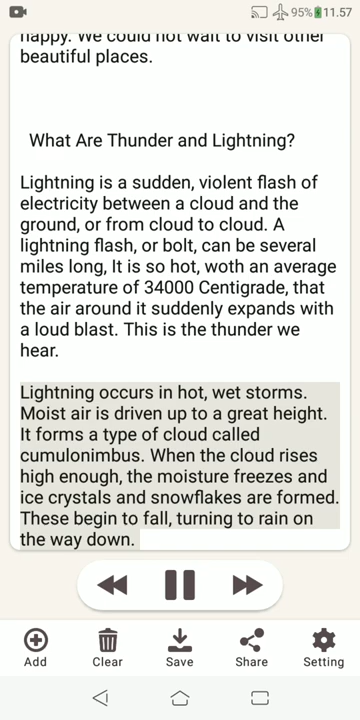 95% 11.57
happy. We could not wait to visit other
beautiful places.
What Are Thunder and Lightning?
Lightning is a sudden, violent flash of
electricity between a cloud and the
ground, or from cloud to cloud. A
lightning flash, or bolt, can be several
miles long, It is so hot, woth an average
temperature of 34000 Centigrade, that
the air around it suddenly expands with
a loud blast. This is the thunder we
hear.
Lightning occurs in hot, wet storms.
Moist air is driven up to a great height.
It forms a type of cloud called
cumulonimbus. When the cloud rises
high enough, the moisture freezes and
ice crystals and snowflakes are formed.
These begin to fall, turning to rain on
the way down.
Add Clear Save Share Setting